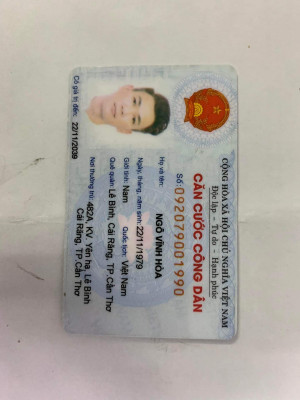 CỘNG HÒA XÃ HỘI CHỦ NGHĨA VIỆT NAM
Độc lập - Tự do - Hạnh phúc
CĂN CƯỚC CÔNG DÂN
Số: 092079001990
Họ và tên:
NGÔ VĨNH HÒA
Ngày, tháng, năm sinh: 22/11/1979
Giới tính: Nam Quốc tịch: Việt Nam
Quê quán: Lê Bình, Cái Răng, TP.Cần Thơ
Nơi thường trú: 482A, KV. Yên hạ, Lê Bình
Cái Răng, TP.Cần Thơ
Có giá trị đến: 22/11/2039